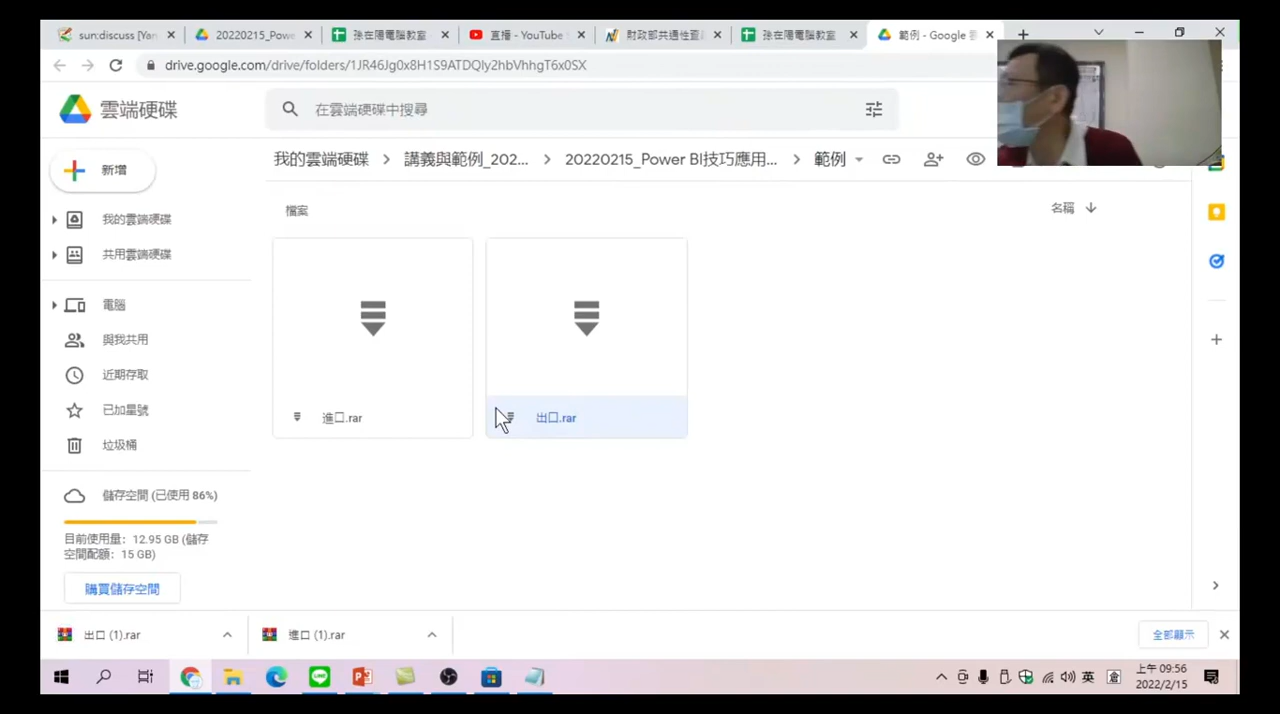 sun:discuss [Yan
20220215_Powe
孫在陽電腦教室
直播 - YouTube
財政部共通性資
孫在陽電腦教室
範例 - Google 雲
drive.google.com/drive/folders/1JR46Jg0x8H1S9ATDQIy2hbVhhgT6x0SX
雲端硬碟
在雲端硬碟中搜尋
新增
我的雲端硬碟 > 講義與範例_202... > 20220215_Power BI技巧應用... > 範例
我的雲端硬碟
共用雲端硬碟
電腦
與我共用
近期存取
已加星號
垃圾桶
儲存空間 (已使用 86%)
目前使用量：12.95 GB (儲存
空間配額：15 GB)
購買儲存空間
檔案
名稱
進口.rar
出口.rar
出口 (1).rar
進口 (1).rar
全部顯示
英
倉
上午 09:56
2022/2/15